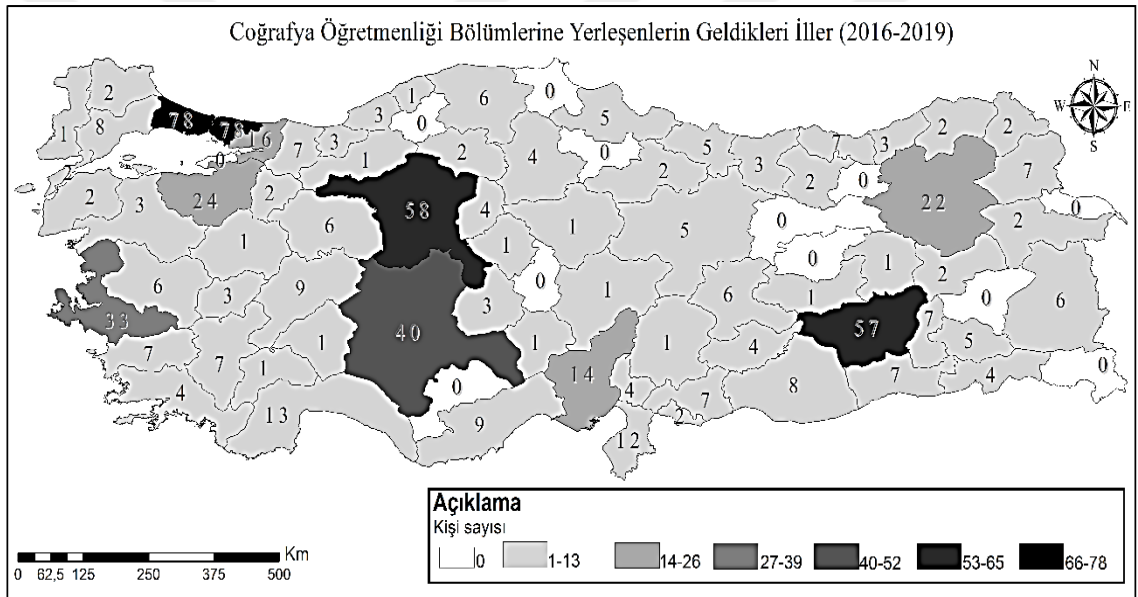 Coğrafya Öğretmenliği Bölümlerine Yerleşenlerin Geldikleri İller (2016-2019)
N
W E
S
2 1 8 78 78 16 0 7 3 3 1 0 6 0 5
1 2 4 0 2 5 3 7 3 2 2
2 0 7 0 22 2
2 2 3 24 2 6 58 4 1 1 5 0 0
1 6 3 9 3 0 1 6 1 1 2 0 6
33 7 7 1 1 40 1 0 14 1 4 57 7 5
4 13 9 4 7 2 12 8 7 4 0
Açıklama
Kişi sayısı
0 1-13 14-26 27-39 40-52 53-65 66-78
Km
0 62,5 125 250 375 500